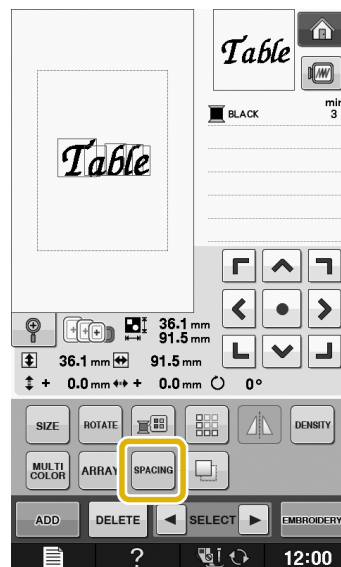 Table
Table
BLACK
min
3
36.1 mm
91.5 mm
36.1 mm 91.5 mm
+ 0.0 mm + 0.0 mm 0°
SIZE ROTATE DENSITY
MULTI COLOR ARRAY SPACING
ADD DELETE SELECT EMBROIDERY
? 12:00